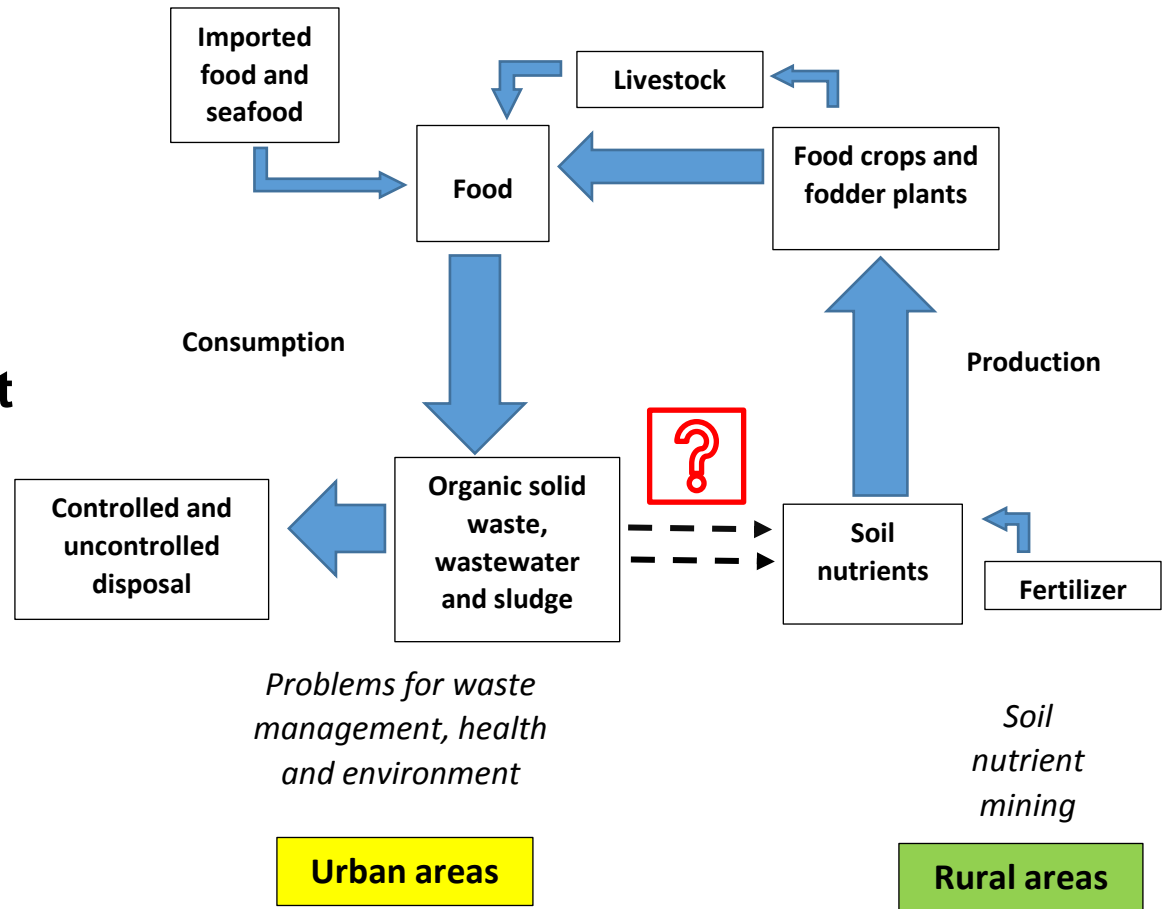 Imported
food and
seafood
Livestock
Food
Food crops and
fodder plants
Consumption
Production
t
?
Controlled and
uncontrolled
disposal
Organic solid
waste,
wastewater
and sludge
Soil
nutrients
Fertilizer
Problems for waste
management, health
and environment
Soil
nutrient
mining
Urban areas
Rural areas